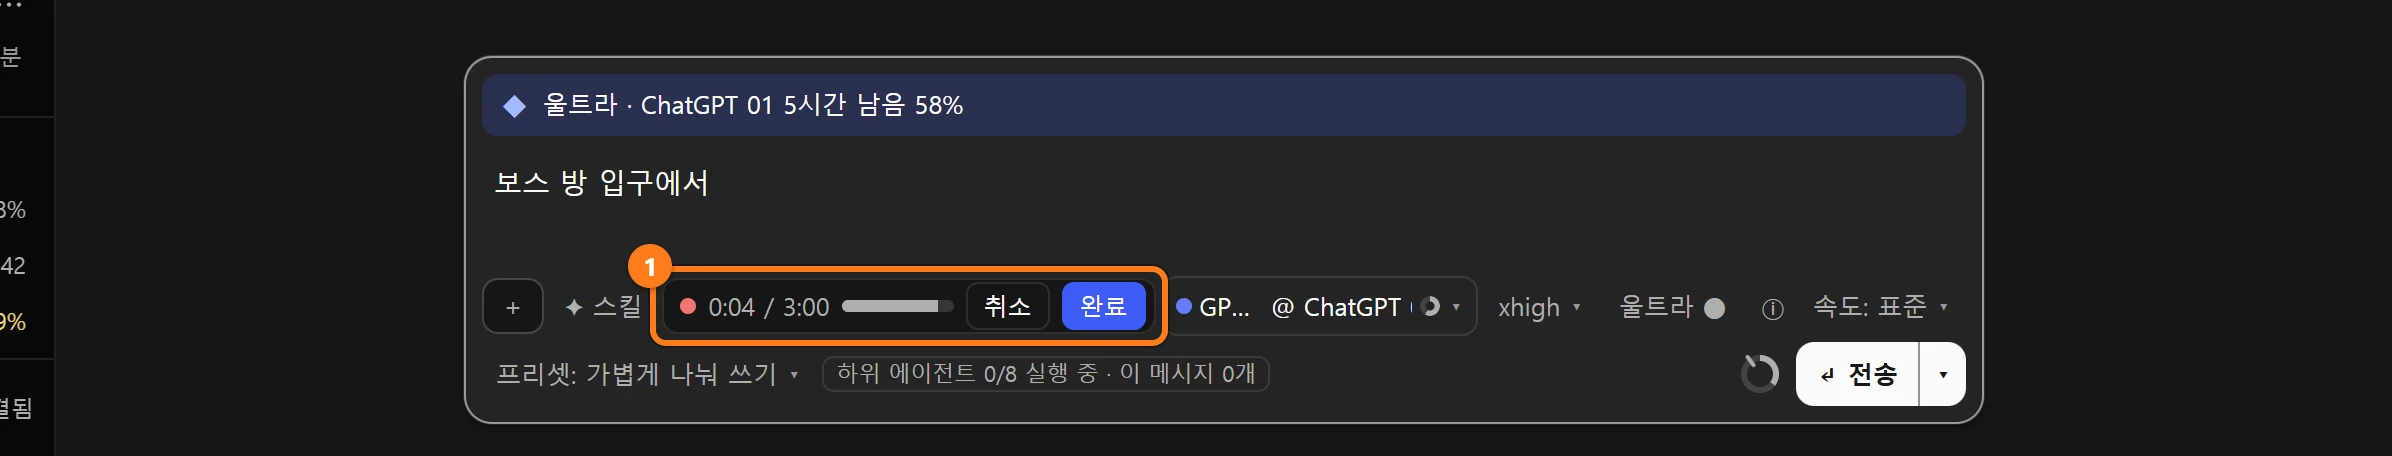 분
3%
42
9%
결됨
울트라 · ChatGPT 01 5시간 남음 58%
보스 방 입구에서
1
+ 스킬 0:04 / 3:00 취소 완료 GP... @ ChatGPT xhigh 울트라 속도: 표준
프리셋: 가볍게 나눠 쓰기 하위 에이전트 0/8 실행 중 · 이 메시지 0개 전송